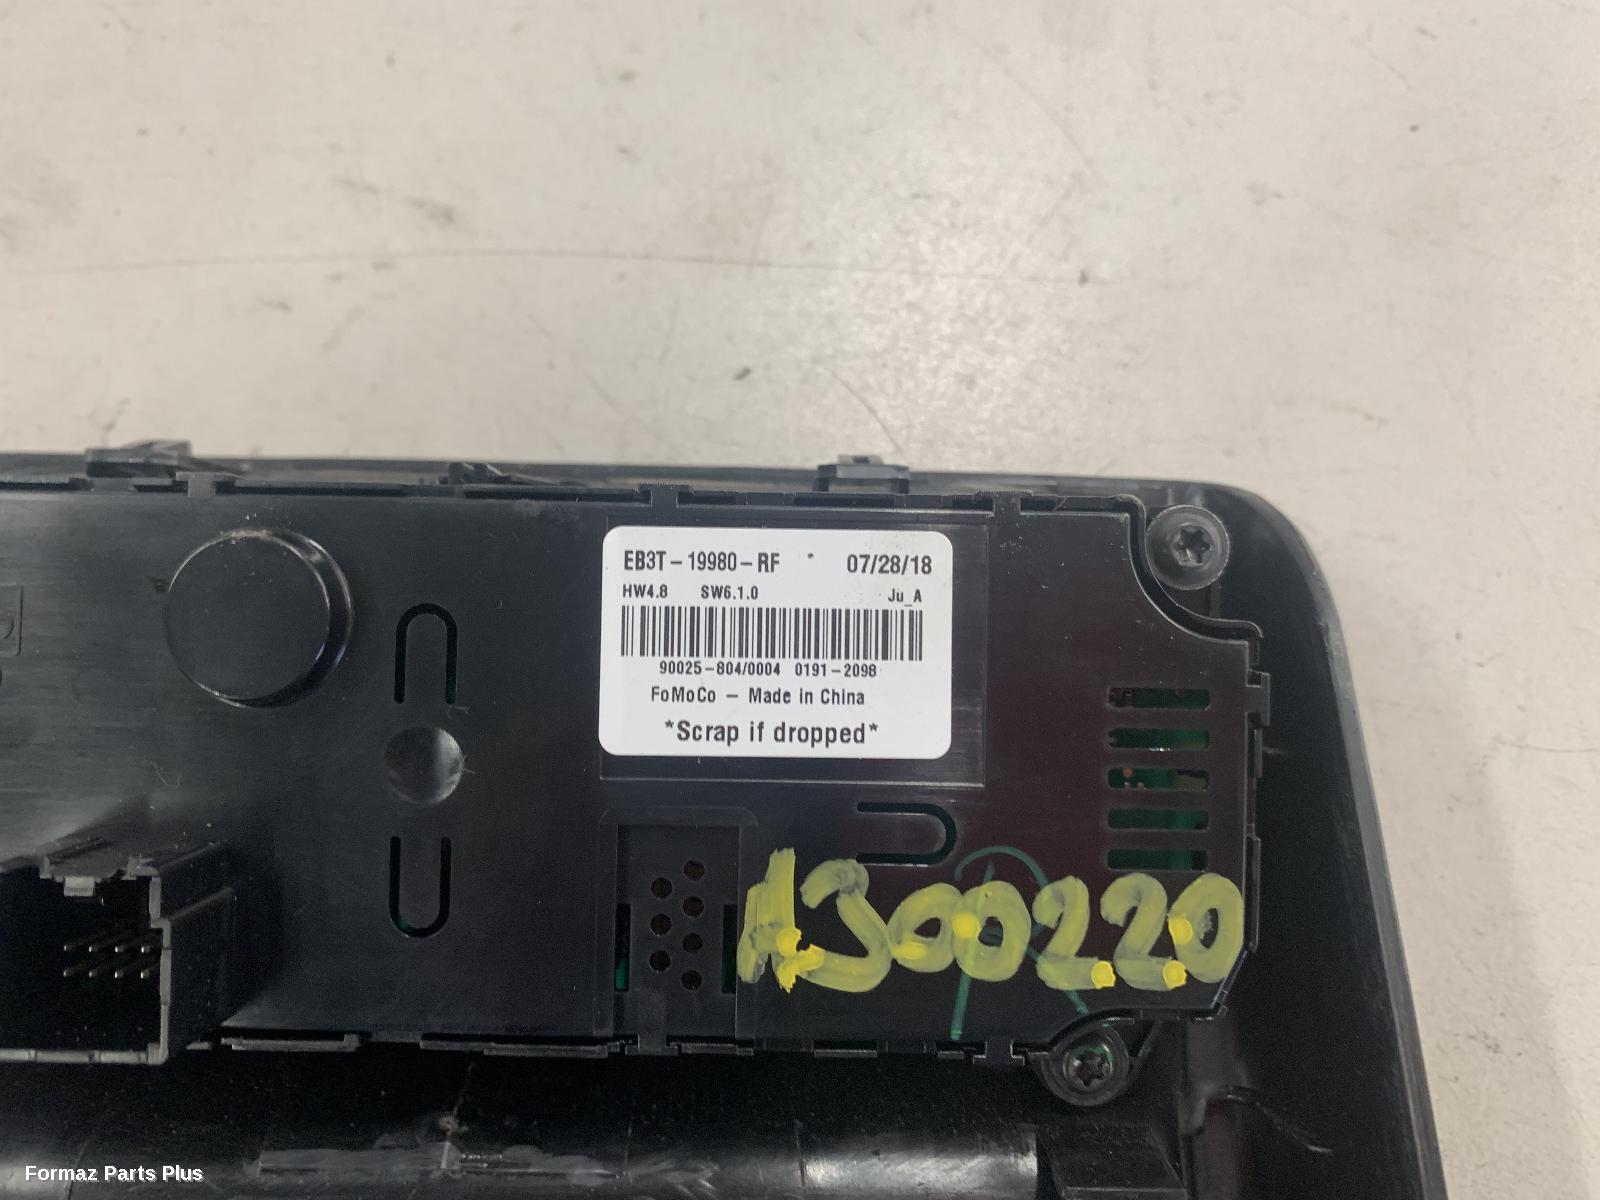 EB3T-19980-RF 07/28/18
HW4.8 SW6.1.0 Ju_A
90025-804/0004 0191-2098
FoMoCo - Made in China
*Scrap if dropped*
A300220
Formaz Parts Plus